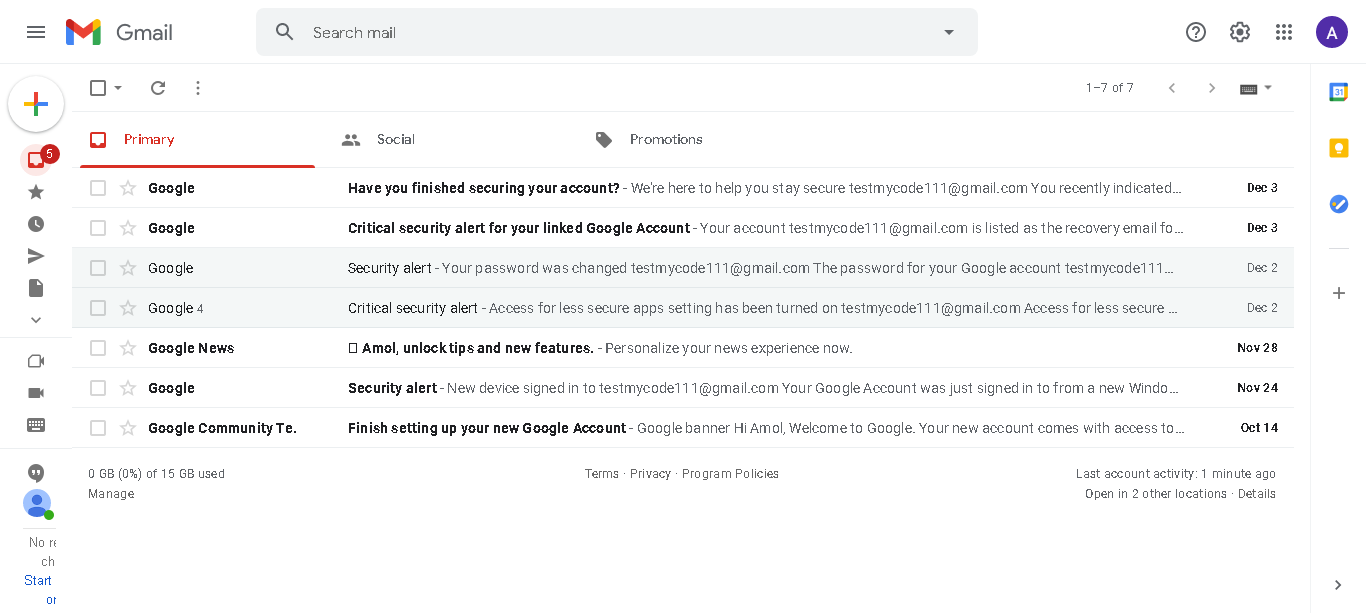 Gmail
Search mail
A
1–7 of 7
31
5
Primary
Social
Promotions
Google Have you finished securing your account? - We're here to help you stay secure testmycode111@gmail.com You recently indicated... Dec 3
Google Critical security alert for your linked Google Account - Your account testmycode111@gmail.com is listed as the recovery email fo... Dec 3
Google Security alert - Your password was changed testmycode111@gmail.com The password for your Google account testmycode111... Dec 2
Google 4 Critical security alert - Access for less secure apps setting has been turned on testmycode111@gmail.com Access for less secure ... Dec 2
Google News Amol, unlock tips and new features. - Personalize your news experience now. Nov 28
Google Security alert - New device signed in to testmycode111@gmail.com Your Google Account was just signed in to from a new Windo... Nov 24
Google Community Te. Finish setting up your new Google Account - Google banner Hi Amol, Welcome to Google. Your new account comes with access to... Oct 14
0 GB (0%) of 15 GB used
Manage
Terms · Privacy · Program Policies
Last account activity: 1 minute ago
Open in 2 other locations · Details
No re
ch
Start
or